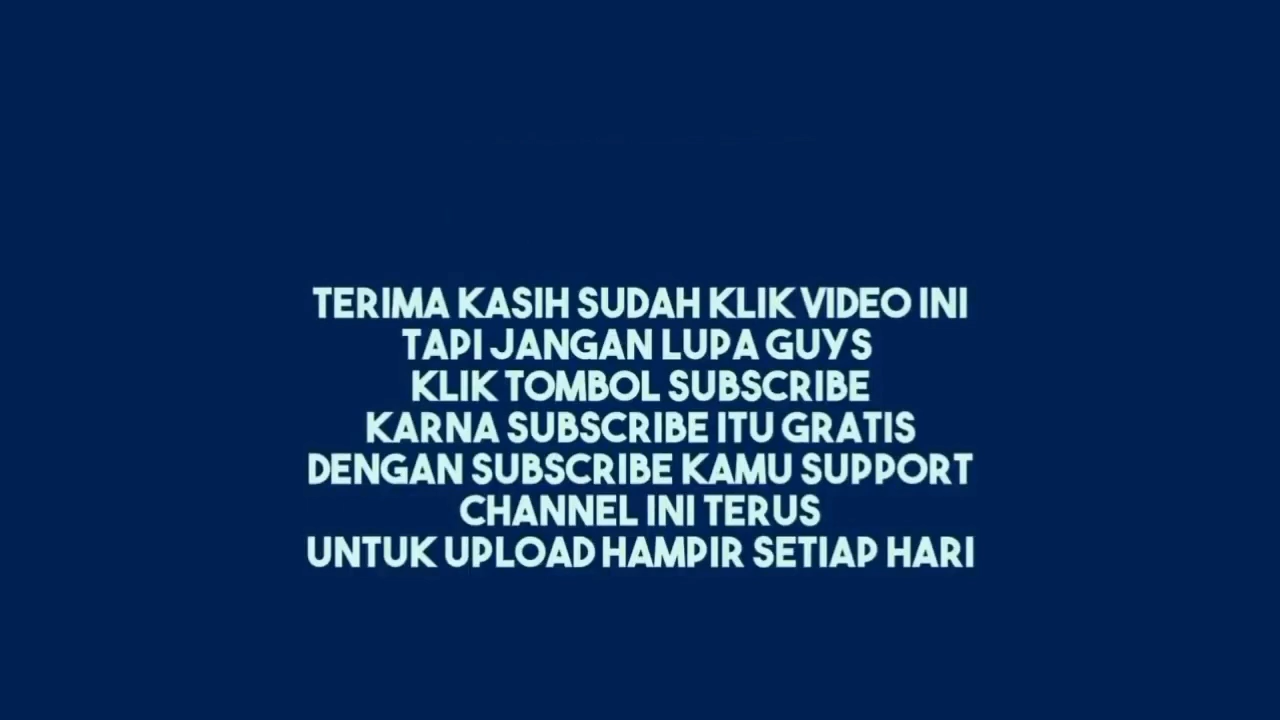 TERIMA KASIH SUDAH KLIK VIDEO INI
TAPI JANGAN LUPA GUYS
KLIK TOMBOL SUBSCRIBE
KARNA SUBSCRIBE ITU GRATIS
DENGAN SUBSCRIBE KAMU SUPPORT
CHANNEL INI TERUS
UNTUK UPLOAD HAMPIR SETIAP HARI